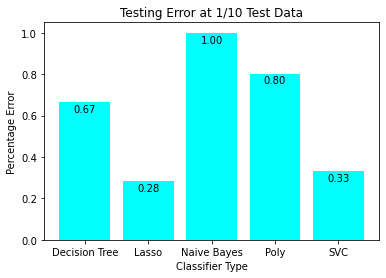 Testing Error at 1/10 Test Data
1.0
0.8
0.6
0.4
0.2
0.0
Percentage Error
0.67
0.28
1.00
0.80
0.33
Decision Tree
Lasso
Naive Bayes
Poly
SVC
Classifier Type